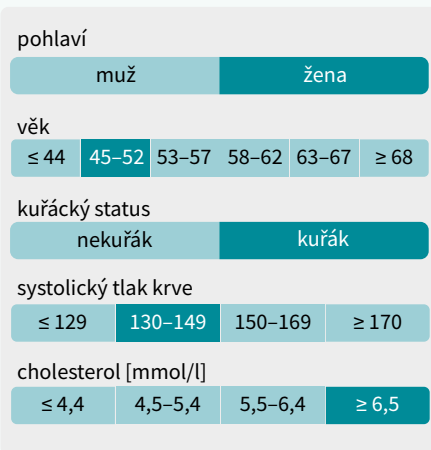 pohlaví
muž žena
věk
≤ 44 45–52 53–57 58–62 63–67 ≥ 68
kuřácký status
nekuřák kuřák
systolický tlak krve
≤ 129 130–149 150–169 ≥ 170
cholesterol [mmol/l]
≤ 4,4 4,5–5,4 5,5–6,4 ≥ 6,5